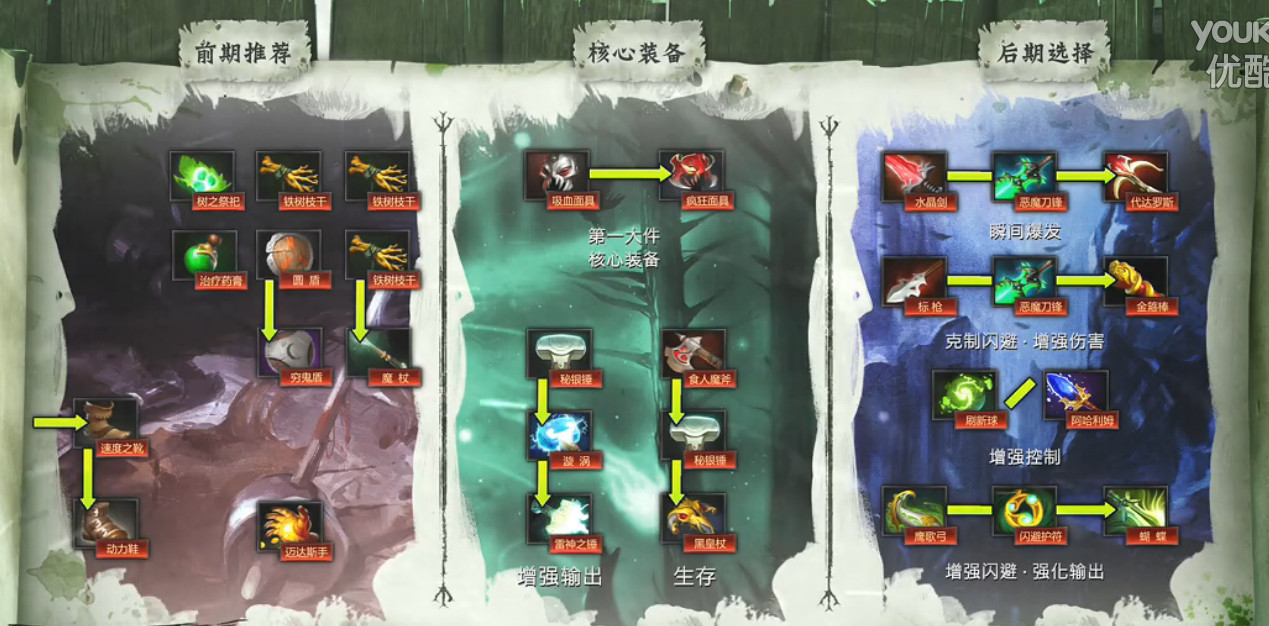 前期推荐
核心装备
后期选择
YOUK
优酷
树之祭祀
铁树枝干
铁树枝干
治疗药膏
圆盾
铁树枝干
穷鬼盾
魔杖
速度之靴
动力鞋
迈达斯手
吸血面具
疯狂面具
第一大件
核心装备
秘银锤
食人魔斧
漩涡
秘银锤
雷神之锤
黑皇杖
增强输出
生存
水晶剑
恶魔刀锋
代达罗斯
瞬间爆发
标枪
恶魔刀锋
金箍棒
克制闪避·增强伤害
刷新球
阿哈利姆
增强控制
鹰歌弓
闪避护符
蝴蝶
增强闪避·强化输出